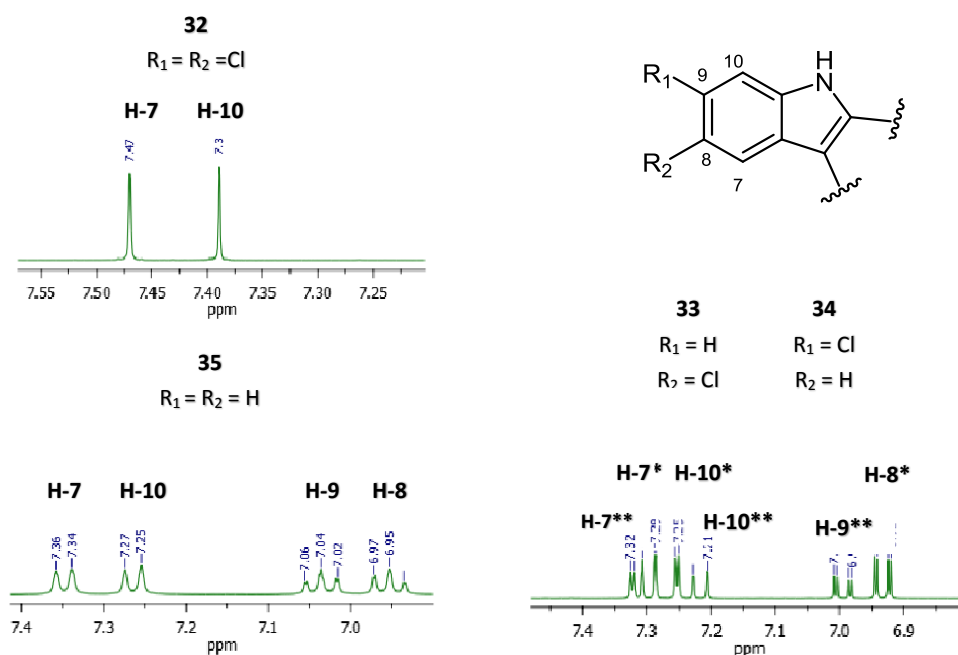 32
R₁ = R₂ =Cl
H-7 H-10
7.47 7.3
7.55 7.50 7.45 7.40 7.35 7.30 7.25
ppm
R₁ 9 10 H
N
R₂ 8 7
33 34
R₁ = H R₁ = Cl
R₂ = Cl R₂ = H
35
R₁ = R₂ = H
H-7 H-10 H-9 H-8
7.36 7.34 7.27 7.25 7.06 7.04 7.02 6.97 6.95
7.4 7.3 7.2 7.1 7.0
ppm
H-7* H-10* H-8*
H-7** H-10** H-9**
7.32 7.21
7.4 7.3 7.2 7.1 7.0 6.9
ppm